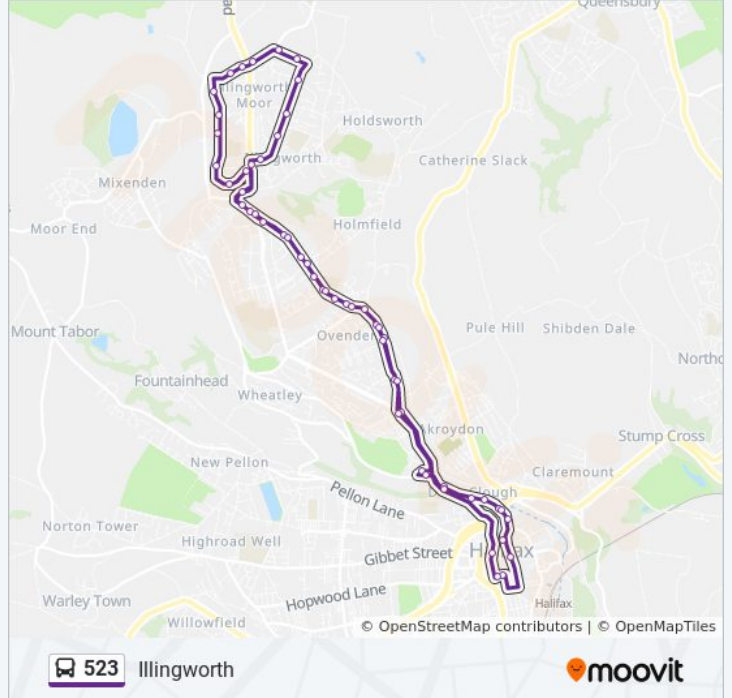 Queensbury
Illingworth
Moor
Holdsworth
Illingworth
Catherine Slack
Mixenden
Moor End
Holmfield
Mount Tabor
Ovenden
Pule Hill
Shibden Dale
Fountainhead
Wheatley
Akroydon
Stump Cross
New Pellon
Claremount
Pellon Lane
Norton Tower
Highroad Well
Gibbet Street
Halifax
Warley Town
Hopwood Lane
Halifax
Willowfield
© OpenStreetMap contributors | © OpenMapTiles
523 Illingworth
moovit